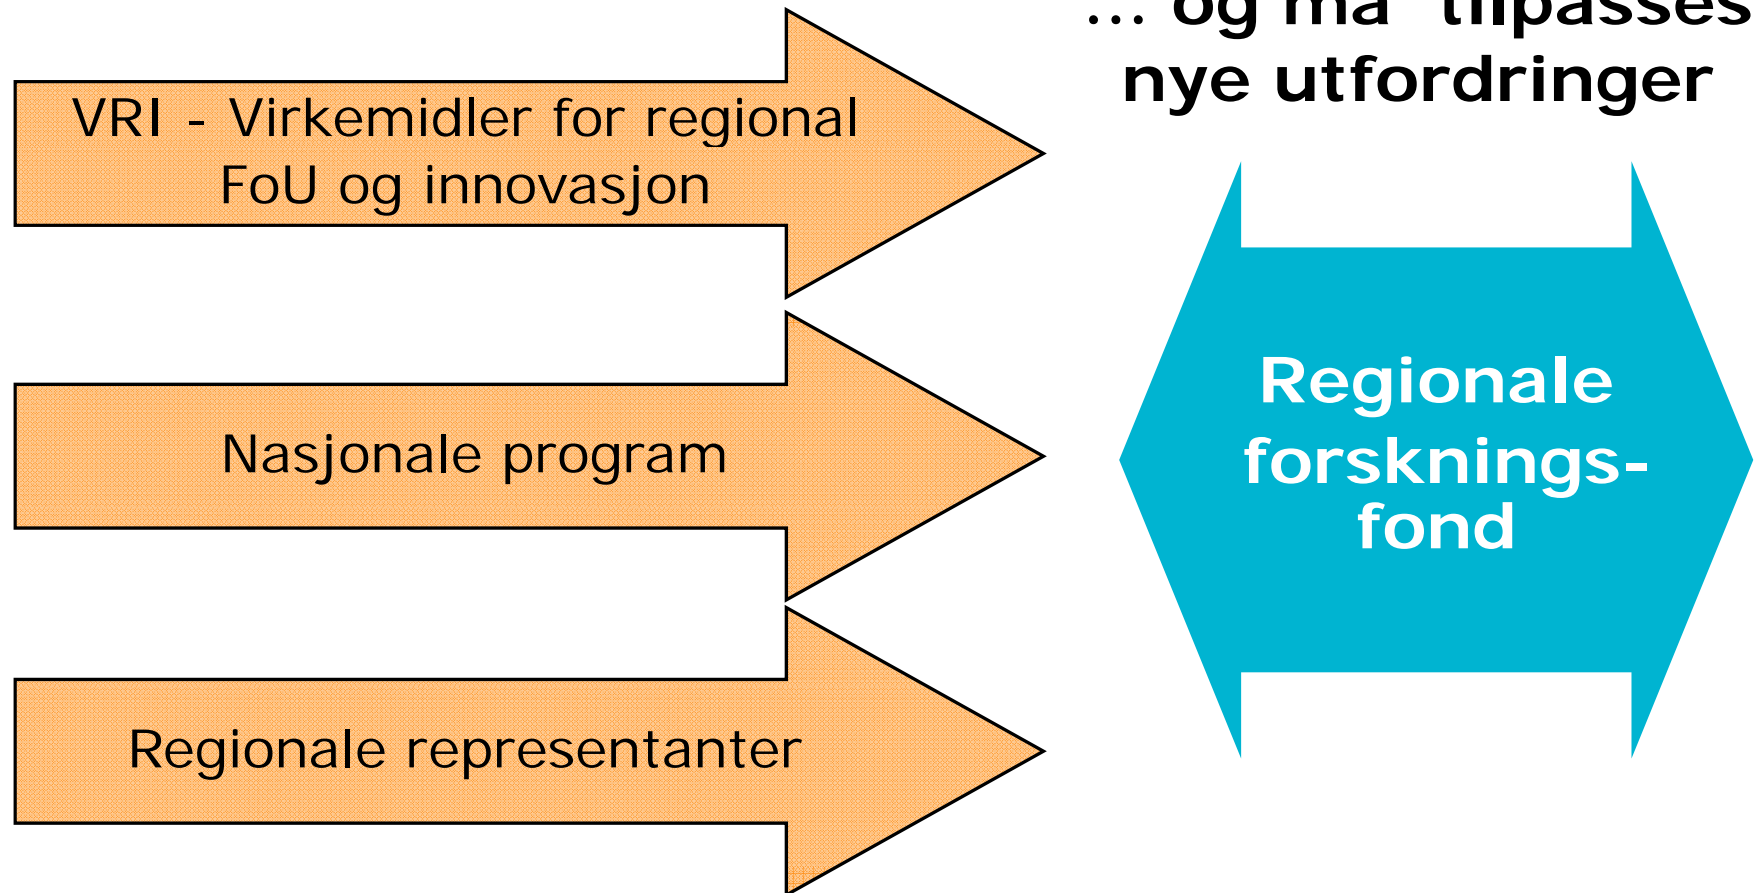 ... og må tilpasses
nye utfordringer
VRI - Virkemidler for regional
FoU og innovasjon
Nasjonale program
Regionale representanter
Regionale
forsknings-
fond